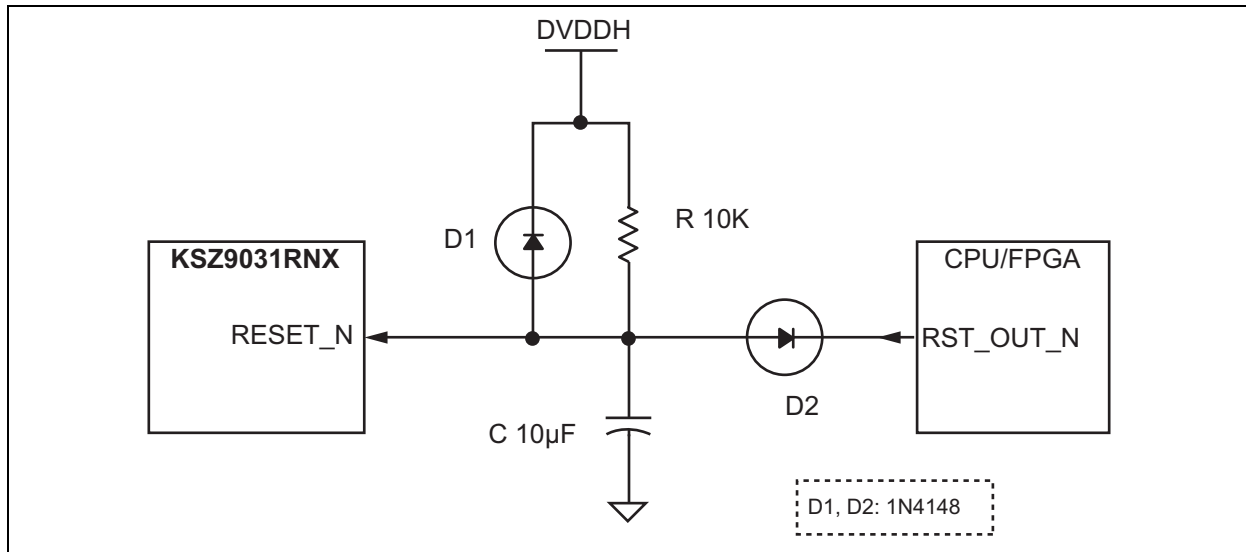 DVDDH
D1
R 10K
KSZ9031RNX
RESET_N
CPU/FPGA
RST_OUT_N
D2
C 10µF
D1, D2: 1N4148